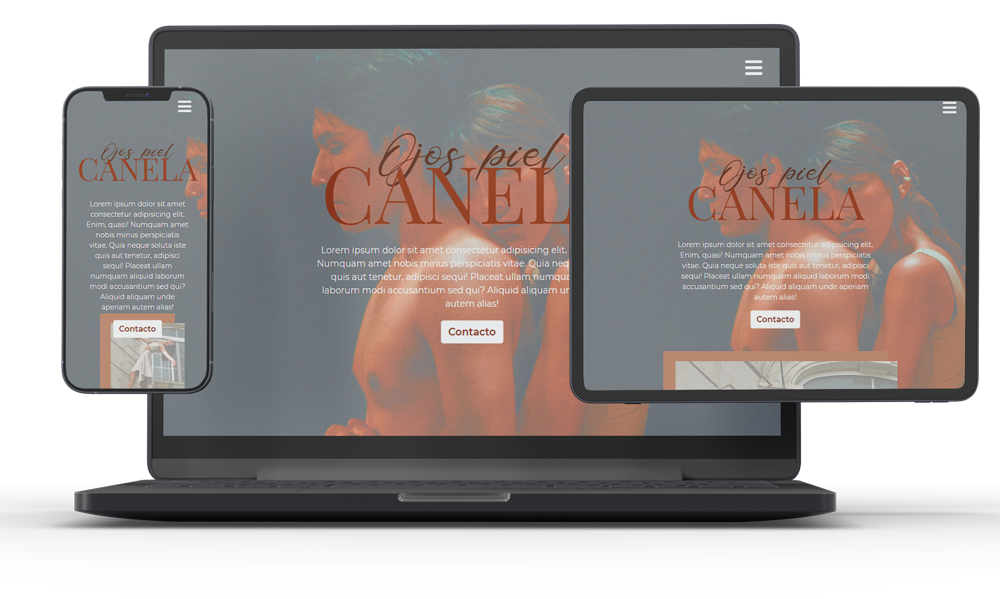 Ojos piel
CANELA
Lorem ipsum dolor sit amet
consectetur adipisicing elit.
Enim, quasi! Numquam amet
nobis minus perspiciatis
vitae. Quia neque soluta iste
quis aut tenetur, adipisci
sequi! Placeat ullam
numquam aliquid laborum
modi accusantium sed qui?
Aliquid aliquam unde
aperiam autem alias!
Contacto
Ojos piel
CANEL
Lorem ipsum dolor sit amet consectetur adipisicing elit.
Numquam amet nobis minus perspiciatis vitae. Quia neq
quis aut tenetur, adipisci sequi! Placeat ullam numqua
laborum modi accusantium sed qui? Aliquid aliquam ur
autem alias!
Contacto
Ojos piel
CANELA
Lorem ipsum dolor sit amet consectetur adipisicing elit.
Enim, quasi! Numquam amet nobis minus perspiciatis
vitae. Quia neque soluta iste quis aut tenetur, adipisci
sequi! Placeat ullam numquam aliquid laborum modi
accusantium sed qui? Aliquid aliquam unde aperiam
autem alias!
Contacto